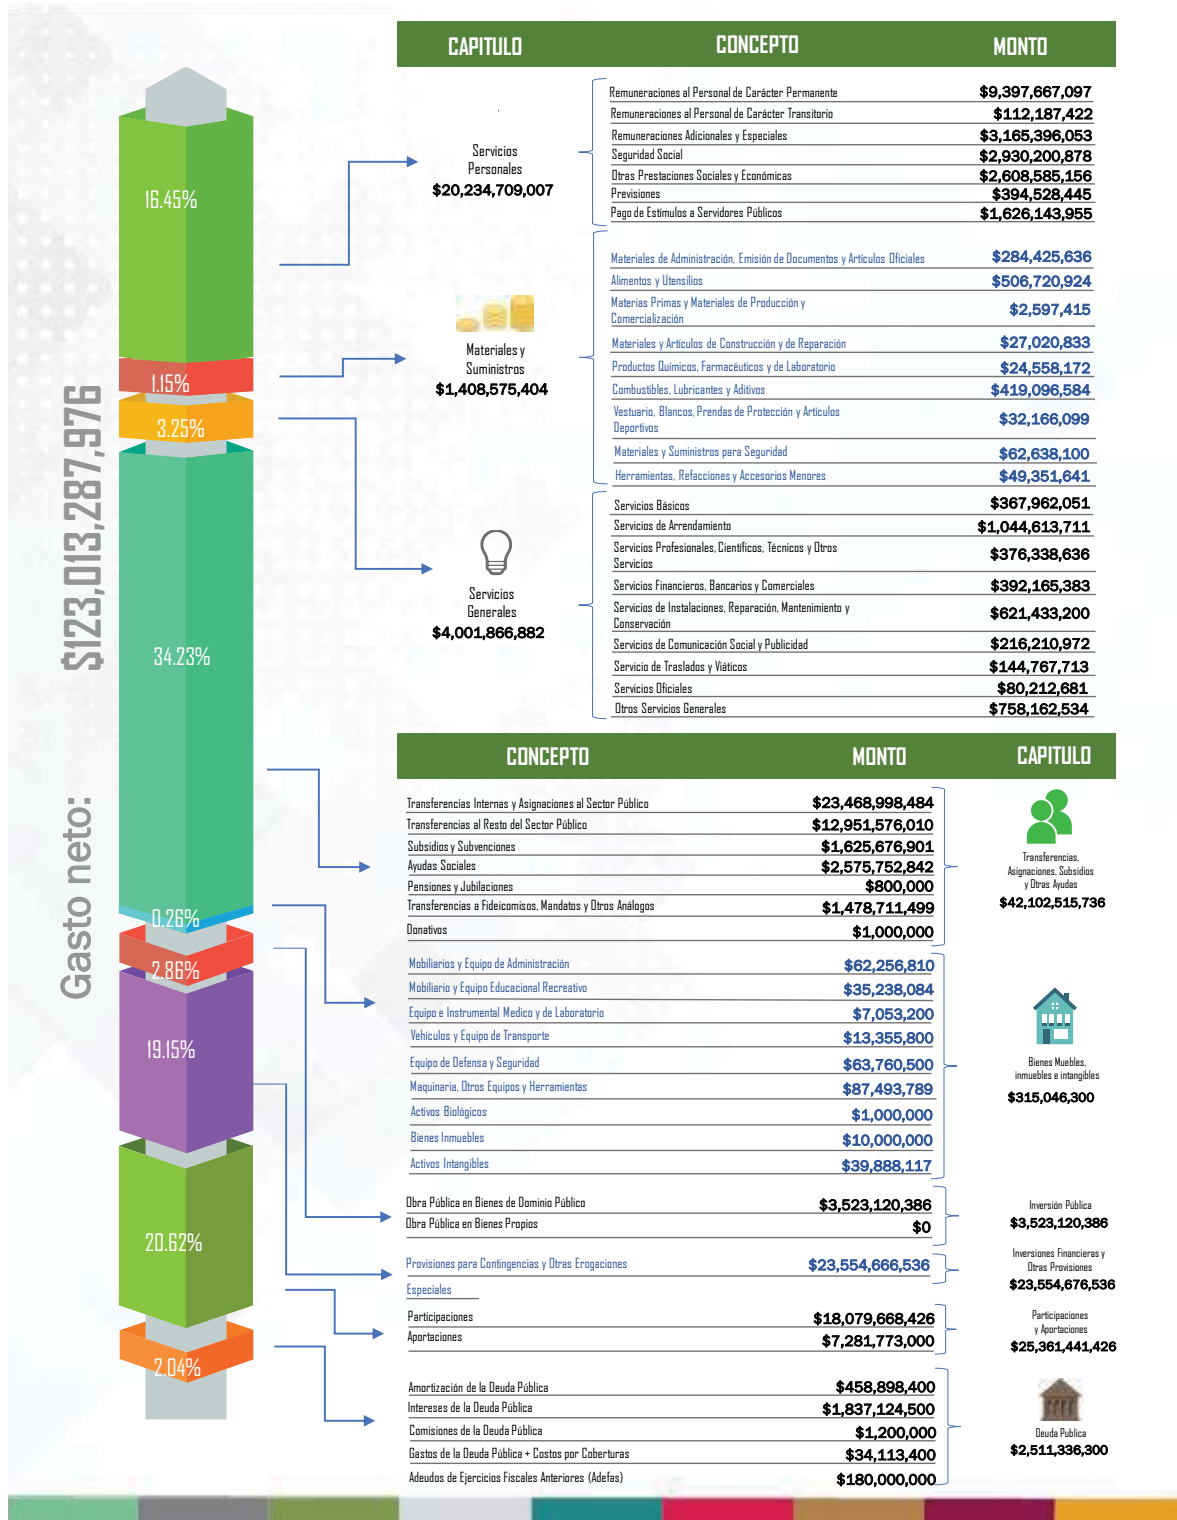 CAPITULO CONCEPTO MONTO
Remuneraciones al Personal de Carácter Permanente $9,397,667,097
Remuneraciones al Personal de Carácter Transitorio $112,187,422
Remuneraciones Adicionales y Especiales $3,165,396,053
Seguridad Social $2,930,200,878
Otras Prestaciones Sociales y Económicas $2,608,585,156
Previsiones $394,528,445
Pago de Estímulos a Servidores Públicos $1,626,143,955
Servicios
Personales
$20,234,709,007
Materiales de Administración, Emisión de Documentos y Artículos Oficiales $284,425,636
Alimentos y Utensilios $506,720,924
Materias Primas y Materiales de Producción y
Comercialización
$2,597,415
Materiales y Artículos de Construcción y de Reparación $27,020,833
Productos Químicos, Farmacéuticos y de Laboratorio $24,558,172
Combustibles, Lubricantes y Aditivos $419,096,584
Vestuario, Blancos, Prendas de Protección y Artículos
Deportivos
$32,166,099
Materiales y Suministros para Seguridad $62,638,100
Herramientas, Refacciones y Accesorios Menores $49,351,641
Materiales y
Suministros
$1,408,575,404
Servicios Básicos $367,962,051
Servicios de Arrendamiento $1,044,613,711
Servicios Profesionales, Científicos, Técnicos y Otros
Servicios
$376,338,636
Servicios Financieros, Bancarios y Comerciales $392,165,383
Servicios de Instalaciones, Reparación, Mantenimiento y
Conservación
$621,433,200
Servicios de Comunicación Social y Publicidad $216,210,972
Servicio de Traslados y Viáticos $144,767,713
Servicios Oficiales $80,212,681
Otros Servicios Generales $758,162,534
Servicios
Generales
$4,001,866,882
16.45%
1.15%
3.25%
34.23%
0.26%
2.86%
19.15%
20.62%
2.04%
Gasto neto: $123,013,287,976
CONCEPTO MONTO CAPITULO
Transferencias Internas y Asignaciones al Sector Público $23,468,998,484
Transferencias al Resto del Sector Público $12,951,576,010
Subsidios y Subvenciones $1,625,676,901
Ayudas Sociales $2,575,752,842
Pensiones y Jubilaciones $800,000
Transferencias a Fideicomisos, Mandatos y Otros Análogos $1,478,711,499
Donativos $1,000,000
Transferencias,
Asignaciones, Subsidios
y Otras Ayudas
$42,102,515,736
Mobiliarios y Equipo de Administración $62,256,810
Mobiliario y Equipo Educacional Recreativo $35,238,084
Equipo e Instrumental Medico y de Laboratorio $7,053,200
Vehículos y Equipo de Transporte $13,355,800
Equipo de Defensa y Seguridad $63,760,500
Maquinaria, Otros Equipos y Herramientas $87,493,789
Activos Biológicos $1,000,000
Bienes Inmuebles $10,000,000
Activos Intangibles $39,888,117
Bienes Muebles,
inmuebles e intangibles
$315,046,300
Obra Pública en Bienes de Dominio Público $3,523,120,386
Obra Pública en Bienes Propios $0
Inversión Pública
$3,523,120,386
Provisiones para Contingencias y Otras Erogaciones $23,554,666,536
Especiales
Inversiones Financieras y
Otras Provisiones
$23,554,676,536
Participaciones $18,079,668,426
Aportaciones $7,281,773,000
Participaciones
y Aportaciones
$25,361,441,426
Amortización de la Deuda Pública $458,898,400
Intereses de la Deuda Pública $1,837,124,500
Comisiones de la Deuda Pública $1,200,000
Gastos de la Deuda Pública + Costos por Coberturas $34,113,400
Adeudos de Ejercicios Fiscales Anteriores (Adefas) $180,000,000
Deuda Publica
$2,511,336,300